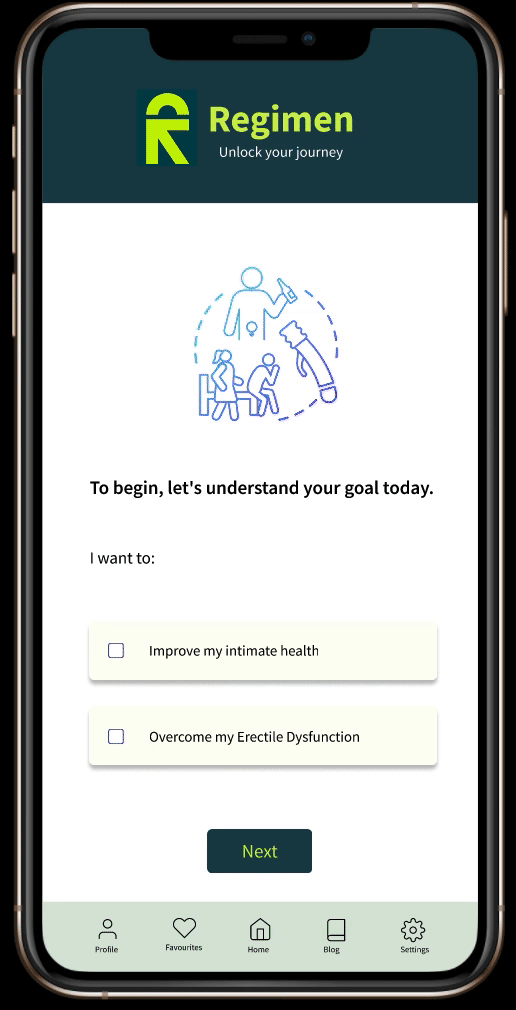 Regimen
Unlock your journey
To begin, let's understand your goal today.
I want to:
Improve my intimate health
Overcome my Erectile Dysfunction
Next
Profile
Favourites
Home
Blog
Settings